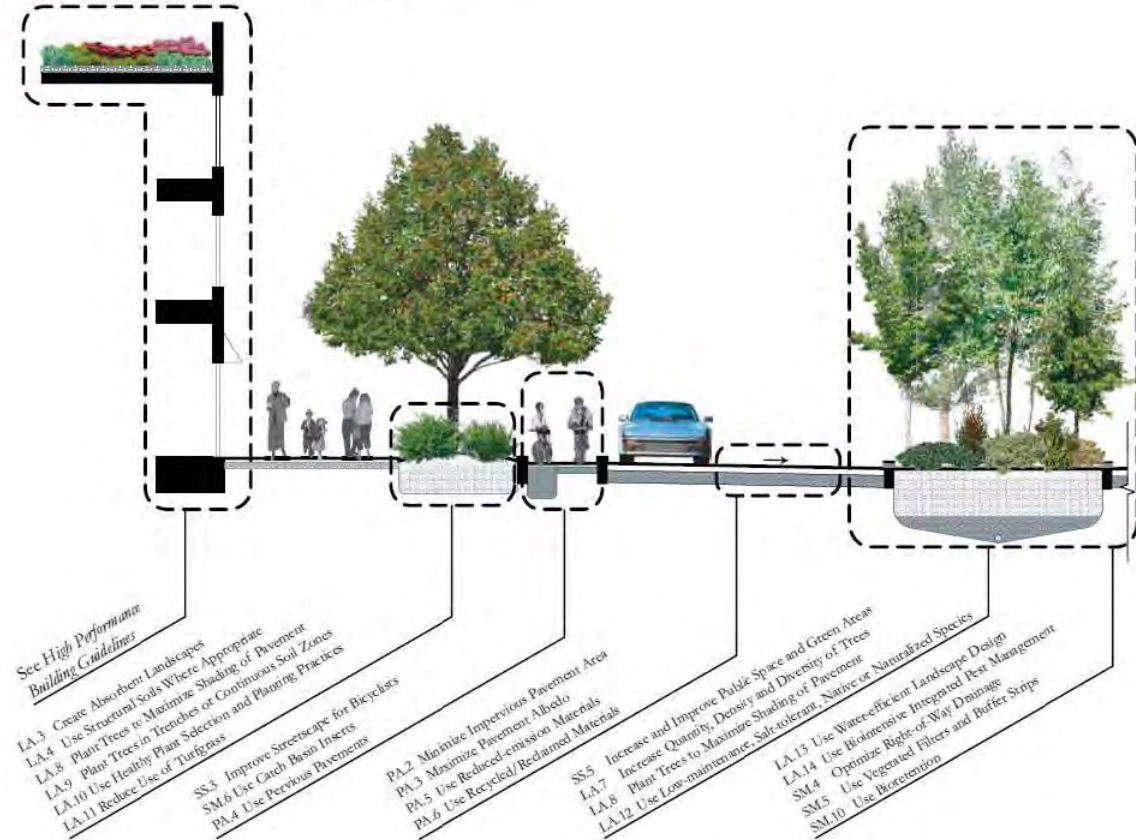 See High Performance
Building Guidelines
LA.3 Create Absorbent Landscapes
LA.4 Use Structural Soils Where Appropriate
LA.8 Plant Trees to Maximize Shading of Pavement
LA.9 Plant Trees in Trenches or Continuous Soil Zones
LA.10 Use Healthy Plant Selection and Planting Practices
LA.11 Reduce Use of Turfgrass
SS.3 Improve Streetscape for Bicyclists
SM.6 Use Catch Basin Inserts
PA.4 Use Pervious Pavements
PA.2 Minimize Impervious Pavement Area
PA.3 Maximize Pavement Albedo
PA.5 Use Reduced-emission Materials
PA.6 Use Recycled/Reclaimed Materials
SS.5 Increase and Improve Public Space and Green Areas
LA.7 Increase Quantity, Density and Diversity of Trees
LA.8 Plant Trees to Maximize Shading of Pavement
LA.12 Use Low-maintenance, Salt-tolerant, Native or Naturalized Species
LA.13 Use Water-efficient Landscape Design
LA.14 Use Biointensive Integrated Pest Management
SM.4 Optimize Right-of-Way Drainage
SM.5 Use Vegetated Filters and Buffer Strips
SM.10 Use Bioretention